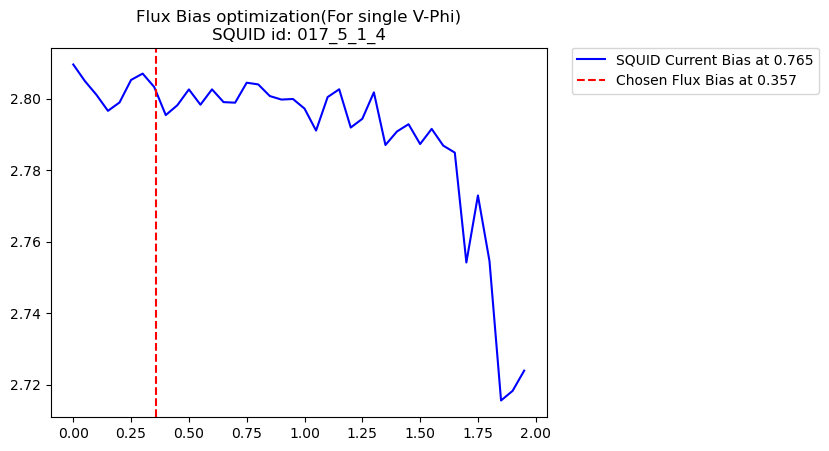 Flux Bias optimization(For single V-Phi)
SQUID id: 017_5_1_4
SQUID Current Bias at 0.765
Chosen Flux Bias at 0.357
2.80
2.78
2.76
2.74
2.72
0.00 0.25 0.50 0.75 1.00 1.25 1.50 1.75 2.00